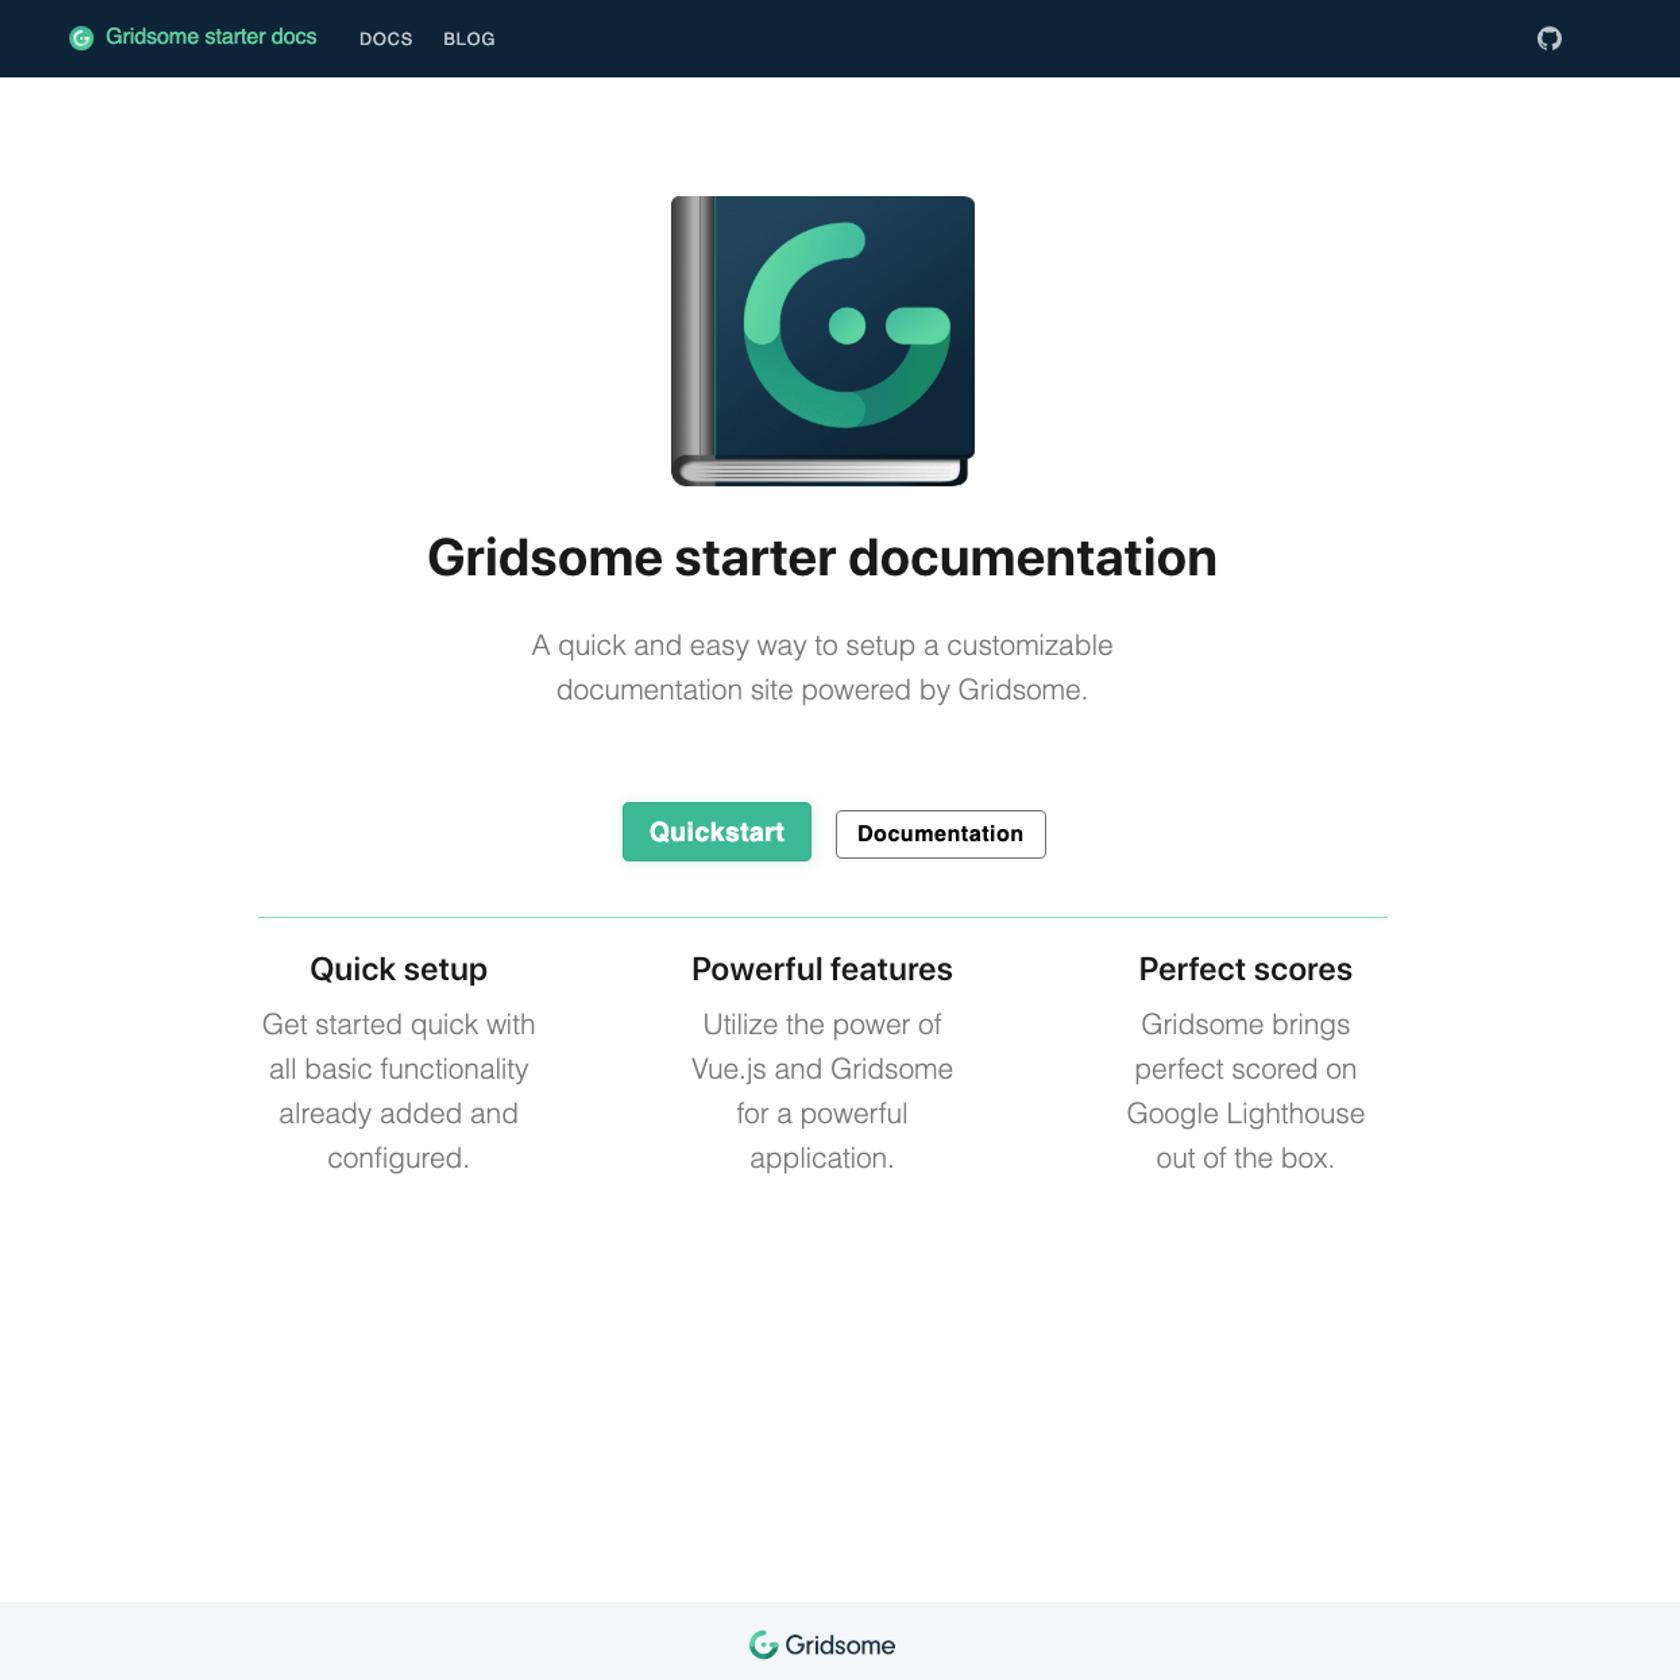 Gridsome starter docs DOCS BLOG
Gridsome starter documentation
A quick and easy way to setup a customizable
documentation site powered by Gridsome.
Quickstart Documentation
Quick setup
Get started quick with
all basic functionality
already added and
configured.
Powerful features
Utilize the power of
Vue.js and Gridsome
for a powerful
application.
Perfect scores
Gridsome brings
perfect scored on
Google Lighthouse
out of the box.
Gridsome